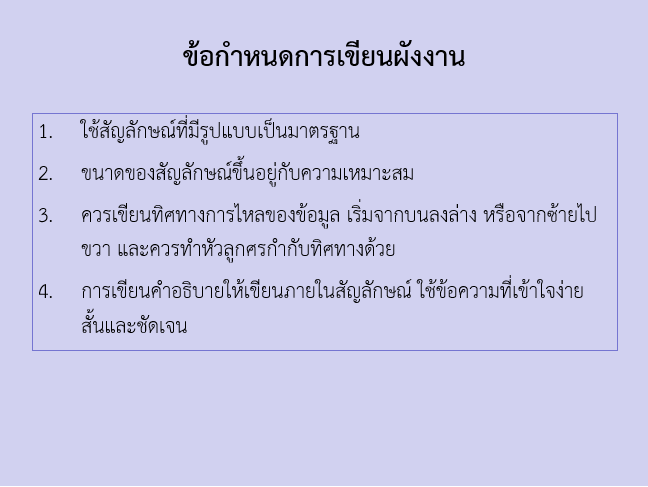 ข้อกำหนดการเขียนผังงาน
1. ใช้สัญลักษณ์ที่มีรูปแบบเป็นมาตรฐาน
2. ขนาดของสัญลักษณ์ขึ้นอยู่กับความเหมาะสม
3. ควรเขียนทิศทางการไหลของข้อมูล เริ่มจากบนลงล่าง หรือจากซ้ายไป
ขวา และควรทำหัวลูกศรกำกับทิศทางด้วย
4. การเขียนคำอธิบายให้เขียนภายในสัญลักษณ์ ใช้ข้อความที่เข้าใจง่าย
สั้นและชัดเจน